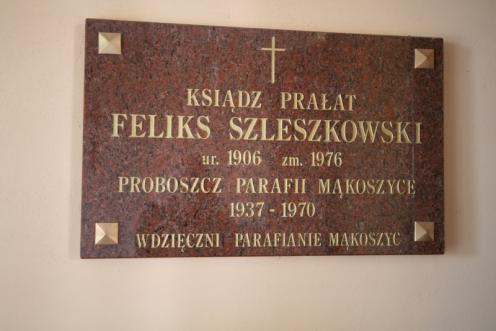 KSIĄDZ PRAŁAT
FELIKS SZLESZKOWSKI
ur. 1906 zm. 1976
PROBOSZCZ PARAFII MĄKOSZYCE
1937 - 1970
WDZIĘCZNI PARAFIANIE MĄKOSZYC